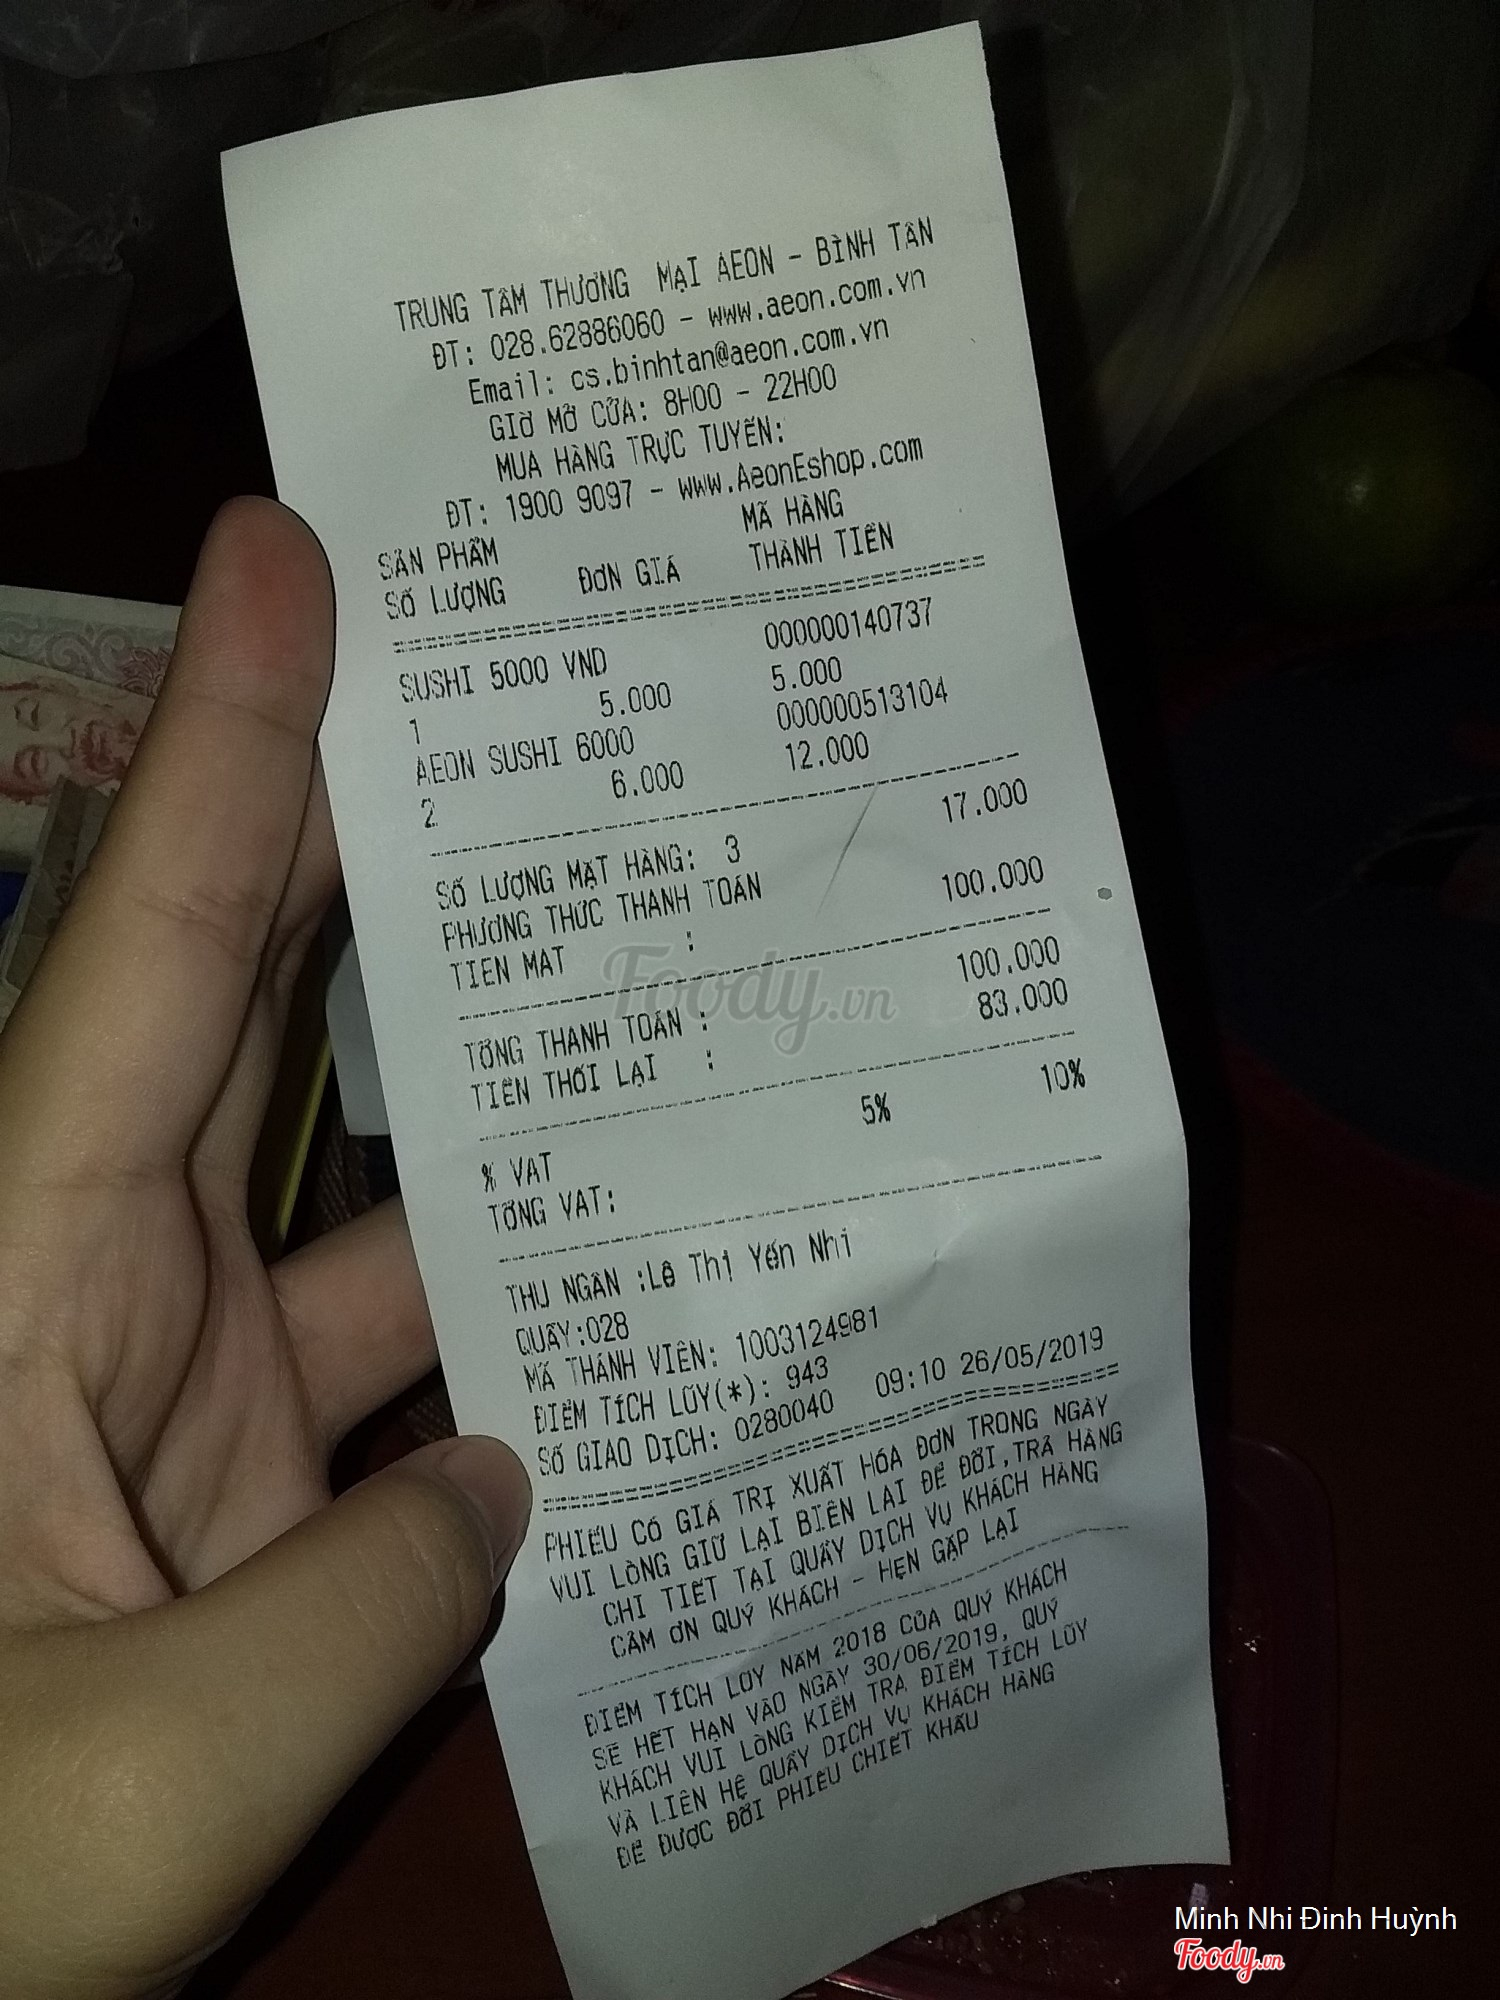 TRUNG TÂM THƯƠNG MẠI AEON - BÌNH TÂN
ĐT: 028.62886060 - www.aeon.com.vn
Email: cs.binhtan@aeon.com.vn
GIỜ MỞ CỬA: 8H00 - 22H00
MUA HÀNG TRỰC TUYẾN:
ĐT: 1900 9097 - www.AeonEshop.com
SẢN PHẨM MÃ HÀNG
SỐ LƯỢNG ĐƠN GIÁ THÀNH TIỀN
SUSHI 5000 VND 000000140737
1 5.000 5.000
AEON SUSHI 6000 000000513104
2 6.000 12.000
SỐ LƯỢNG MẶT HÀNG: 3 17.000
PHƯƠNG THỨC THANH TOÁN
TIEN MAT : 100.000
TỔNG THANH TOÁN : 100.000
TIỀN THỐI LẠI : 83.000
% VAT 5% 10%
TỔNG VAT:
THU NGÂN :Lê Thị Yến Nhi
QUẦY:028
MÃ THÀNH VIÊN: 1003124981
ĐIỂM TÍCH LŨY(*): 943
SỐ GIAO DỊCH: 0280040 09:10 26/05/2019
PHIẾU CÓ GIÁ TRỊ XUẤT HÓA ĐƠN TRONG NGÀY
VUI LÒNG GIỮ LẠI BIÊN LAI ĐỂ ĐỔI,TRẢ HÀNG
CHI TIẾT TẠI QUẦY DỊCH VỤ KHÁCH HÀNG
CẢM ƠN QUÝ KHÁCH - HẸN GẶP LẠI
ĐIỂM TÍCH LŨY NĂM 2018 CỦA QUÝ KHÁCH
SẼ HẾT HẠN VÀO NGÀY 30/06/2019, QUÝ
KHÁCH VUI LÒNG KIỂM TRA ĐIỂM TÍCH LŨY
VÀ LIÊN HỆ QUẦY DỊCH VỤ KHÁCH HÀNG
ĐỂ ĐƯỢC ĐỔI PHIẾU CHIẾT KHẤU
Foody.vn
Minh Nhi Đinh Huỳnh
Foody.vn